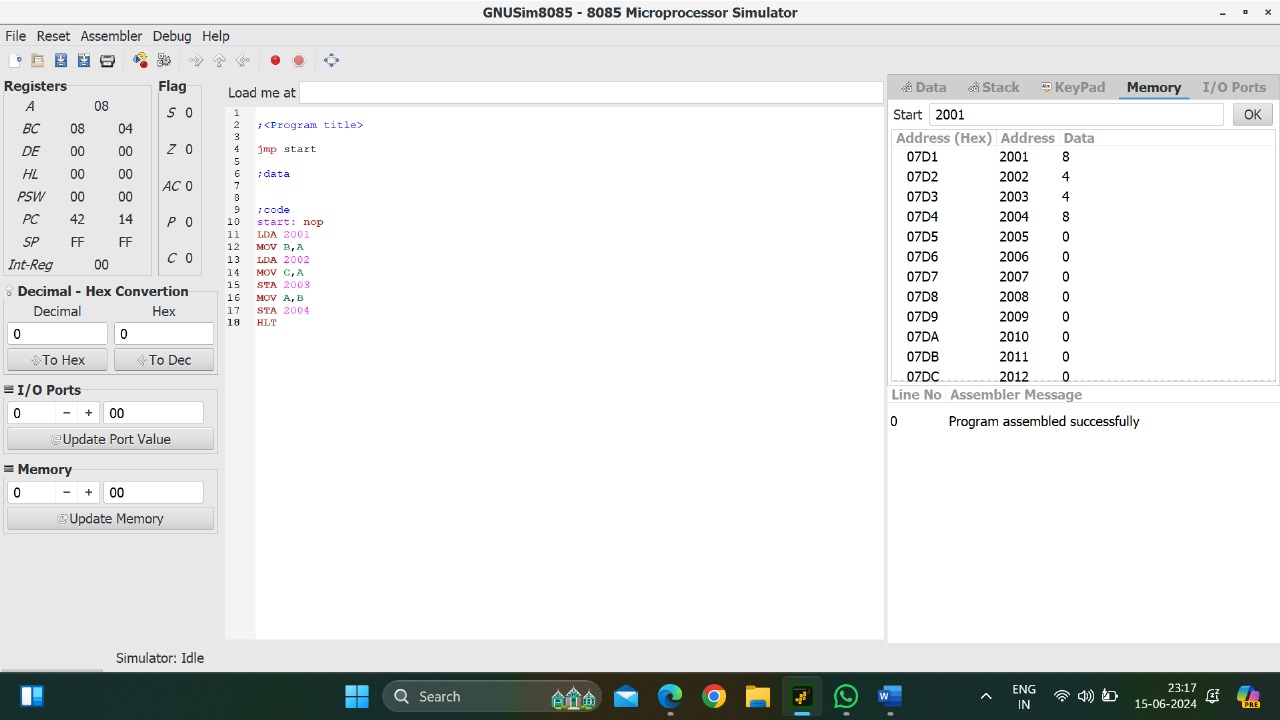 GNUSim8085 - 8085 Microprocessor Simulator
File Reset Assembler Debug Help
Registers
A 08
BC 08 04
DE 00 00
HL 00 00
PSW 00 00
PC 42 14
SP FF FF
Int-Reg 00
Flag
S 0
Z 0
AC 0
P 0
C 0
Decimal - Hex Convertion
Decimal Hex
0 0
To Hex To Dec
I/O Ports
0 − + 00
Update Port Value
Memory
0 − + 00
Update Memory
Load me at
1
2 ;<Program title>
3
4 jmp start
5
6 ;data
7
8
9 ;code
10 start: nop
11 LDA 2001
12 MOV B,A
13 LDA 2002
14 MOV C,A
15 STA 2003
16 MOV A,B
17 STA 2004
18 HLT
Data Stack KeyPad Memory I/O Ports
Start 2001 OK
Address (Hex) Address Data
07D1 2001 8
07D2 2002 4
07D3 2003 4
07D4 2004 8
07D5 2005 0
07D6 2006 0
07D7 2007 0
07D8 2008 0
07D9 2009 0
07DA 2010 0
07DB 2011 0
07DC 2012 0
Line No Assembler Message
0 Program assembled successfully
Simulator: Idle
Search
ENG
IN
23:17
15-06-2024
PRE